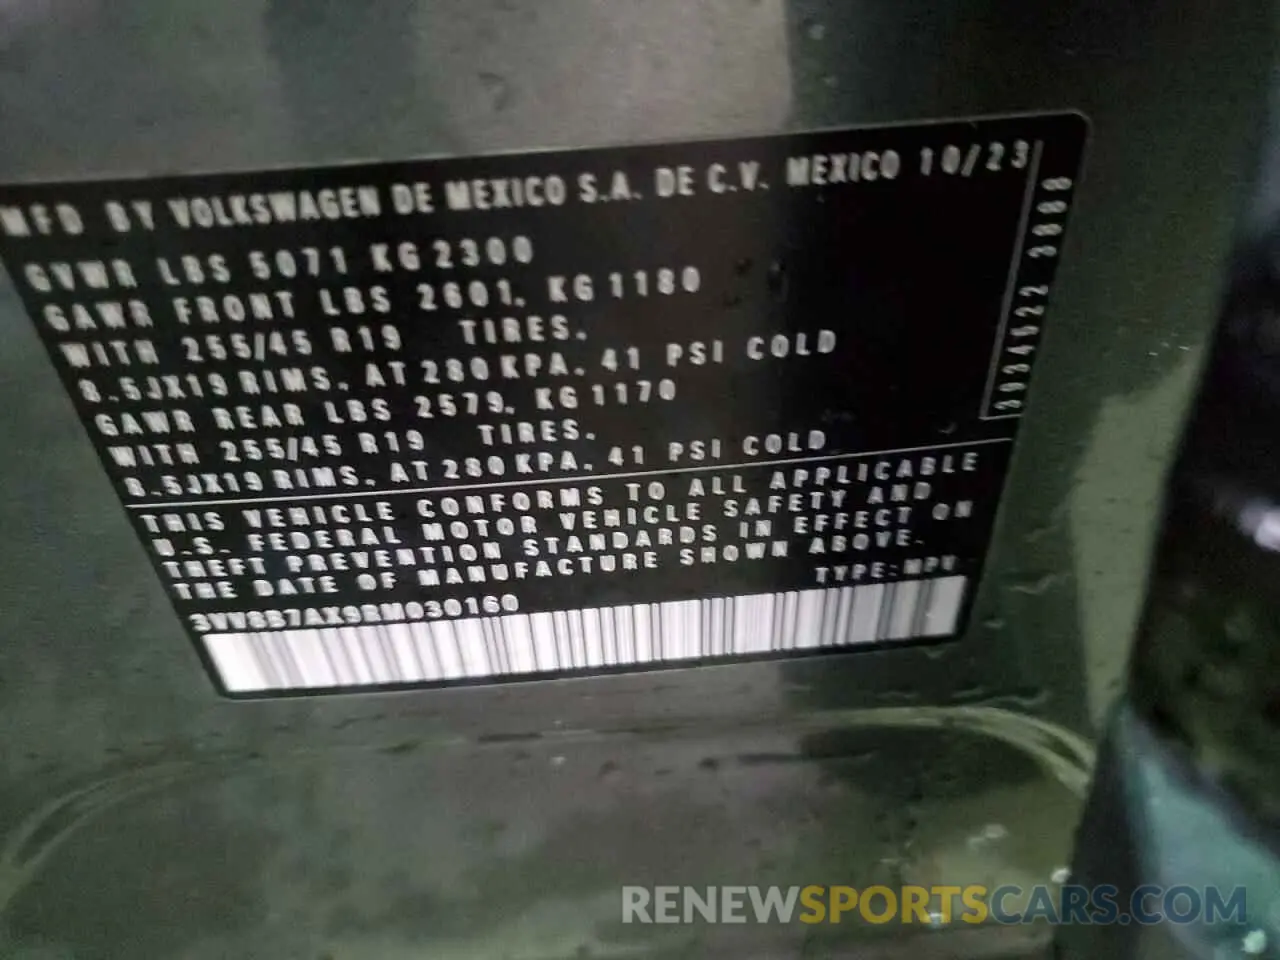 MFD BY VOLKSWAGEN DE MEXICO S.A. DE C.V. MEXICO 10/23
GVWR LBS 5071 KG 2300
GAWR FRONT LBS 2601. KG 1180
WITH 255/45 R19 TIRES.
8.5JX19 RIMS. AT 280 KPA. 41 PSI COLD
GAWR REAR LBS 2579. KG 1170
WITH 255/45 R19 TIRES.
8.5JX19 RIMS. AT 280 KPA. 41 PSI COLD
THIS VEHICLE CONFORMS TO ALL APPLICABLE
U.S. FEDERAL MOTOR VEHICLE SAFETY AND
THEFT PREVENTION STANDARDS IN EFFECT ON
THE DATE OF MANUFACTURE SHOWN ABOVE.
TYPE: MPV
3VV8B7AX9RM030160
RENEWSPORTSCARS.COM